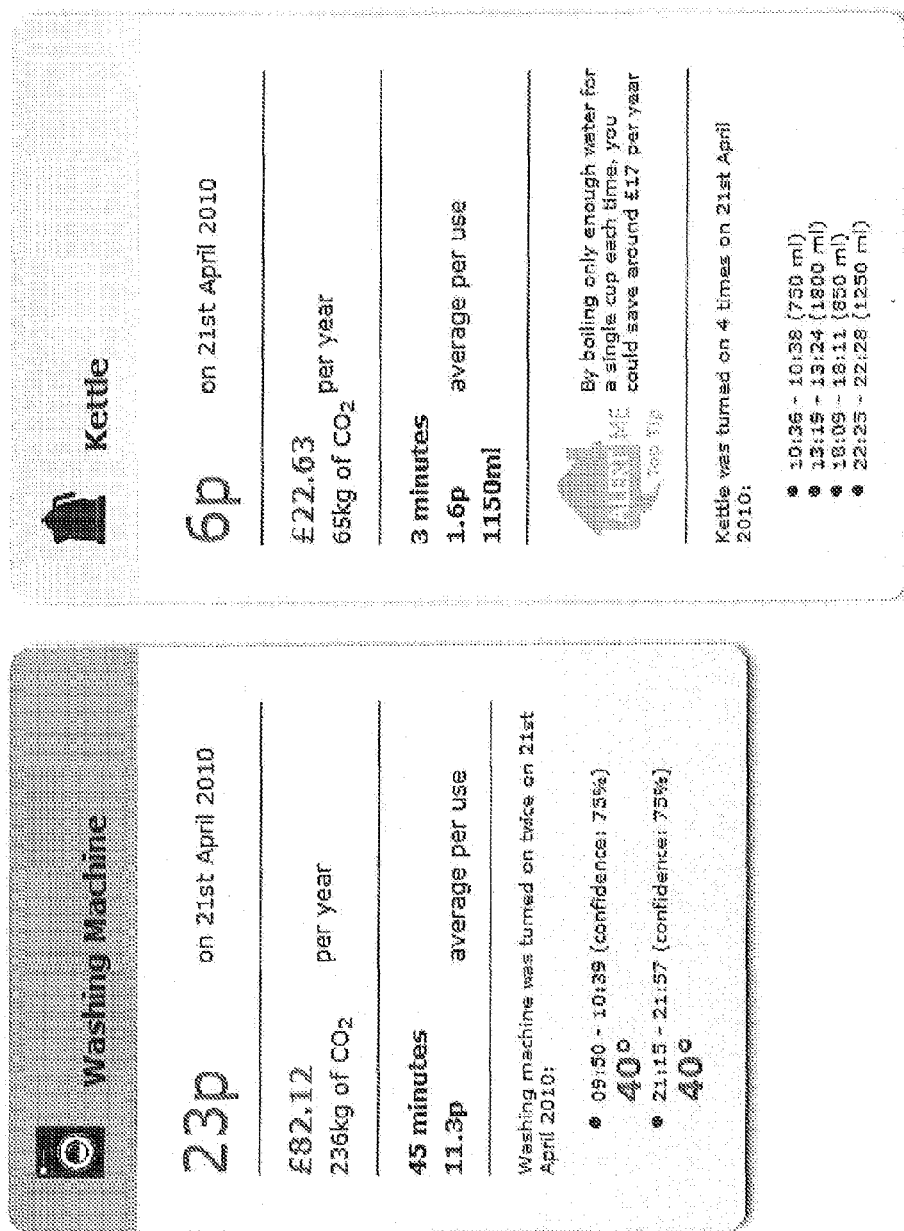 Washing Machine
23p on 21st April 2010
£82.12
236kg of CO₂ per year
45 minutes
11.3p average per use
Washing machine was turned on twice on 21st
April 2010:
• 09:50 - 10:39 (confidence: 75%)
40°
• 21:15 - 21:57 (confidence: 75%)
40°
Kettle
6p on 21st April 2010
£22.63
65kg of CO₂ per year
3 minutes
1.6p average per use
1150ml
ME
Top Tip
By boiling only enough water for
a single cup each time, you
could save around £17 per year
Kettle was turned on 4 times on 21st April
2010:
• 10:36 - 10:38 (750 ml)
• 13:19 - 13:24 (1800 ml)
• 18:09 - 18:11 (850 ml)
• 22:25 - 22:28 (1250 ml)